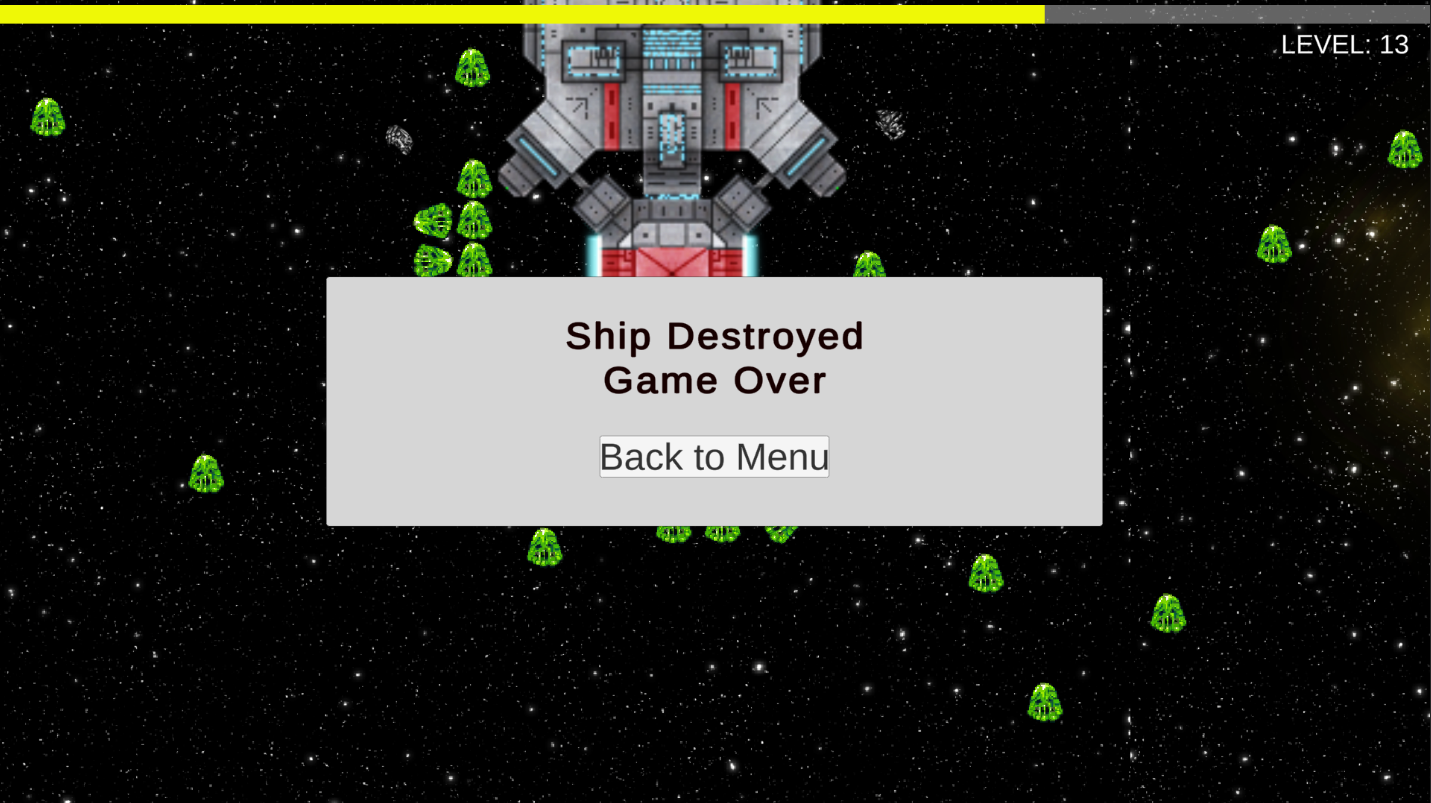 LEVEL: 13
Ship Destroyed
Game Over
Back to Menu